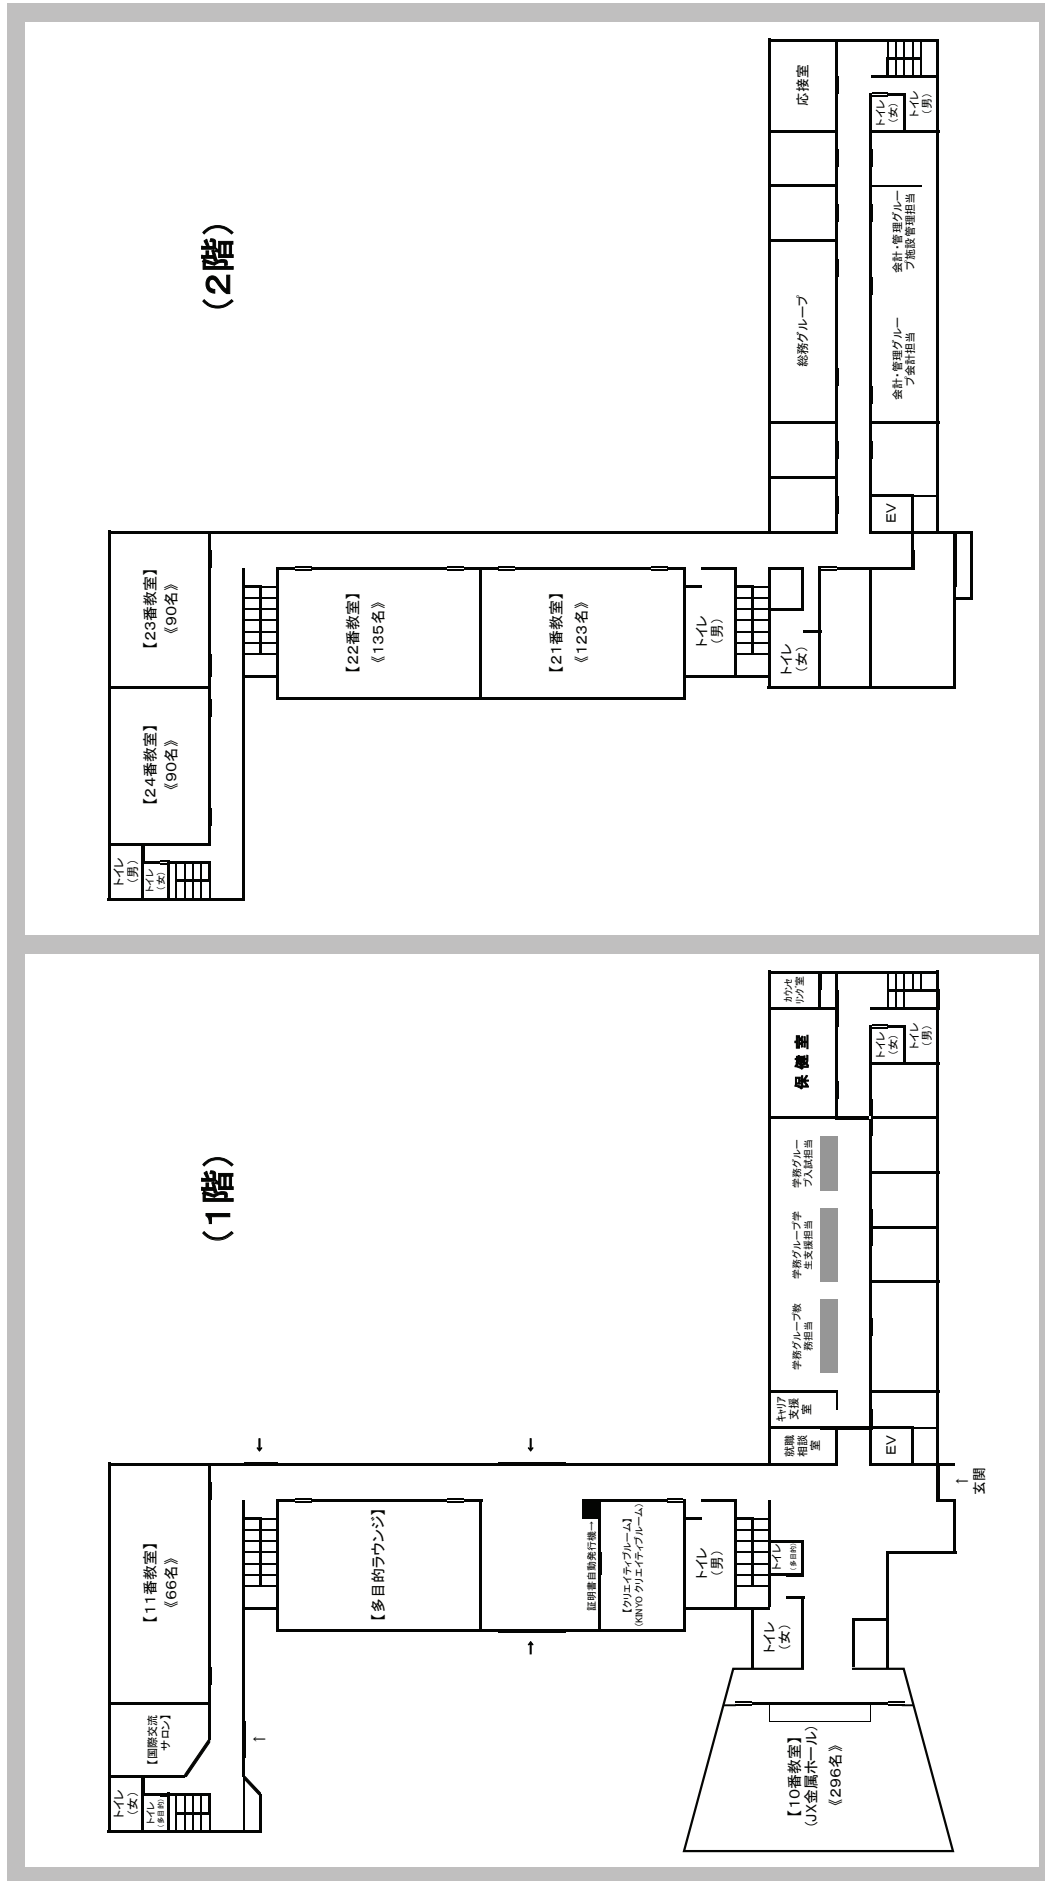 （2階）
応接室
トイレ
（女）
トイレ
（男）
会計・管理グルー
プ施設管理担当
総務グループ
会計・管理グルー
プ会計担当
EV
【23番教室】
《90名》
【22番教室】
《135名》
【21番教室】
《123名》
トイレ
（男）
トイレ
（女）
【24番教室】
《90名》
トイレ
（男）
トイレ
（女）
（1階）
カウンセ
リング室
保健室
トイレ
（女）
トイレ
（男）
学務グルー
プ入試担当
学務グループ学
生支援担当
学務グループ教
務担当
キャリア
支援
室
就職
相談
室
EV
←
←
↑
玄関
【11番教室】
《66名》
【多目的ラウンジ】
証明書自動発行機→
【クリエイティブルーム】
（KINYO クリエイティブルーム）
トイレ
（男）
トイレ
（多目的）
トイレ
（女）
→
【国際交流
サロン】
↑
トイレ
（女）
トイレ
（多目的）
【10番教室】
（JX金属ホール）
《296名》